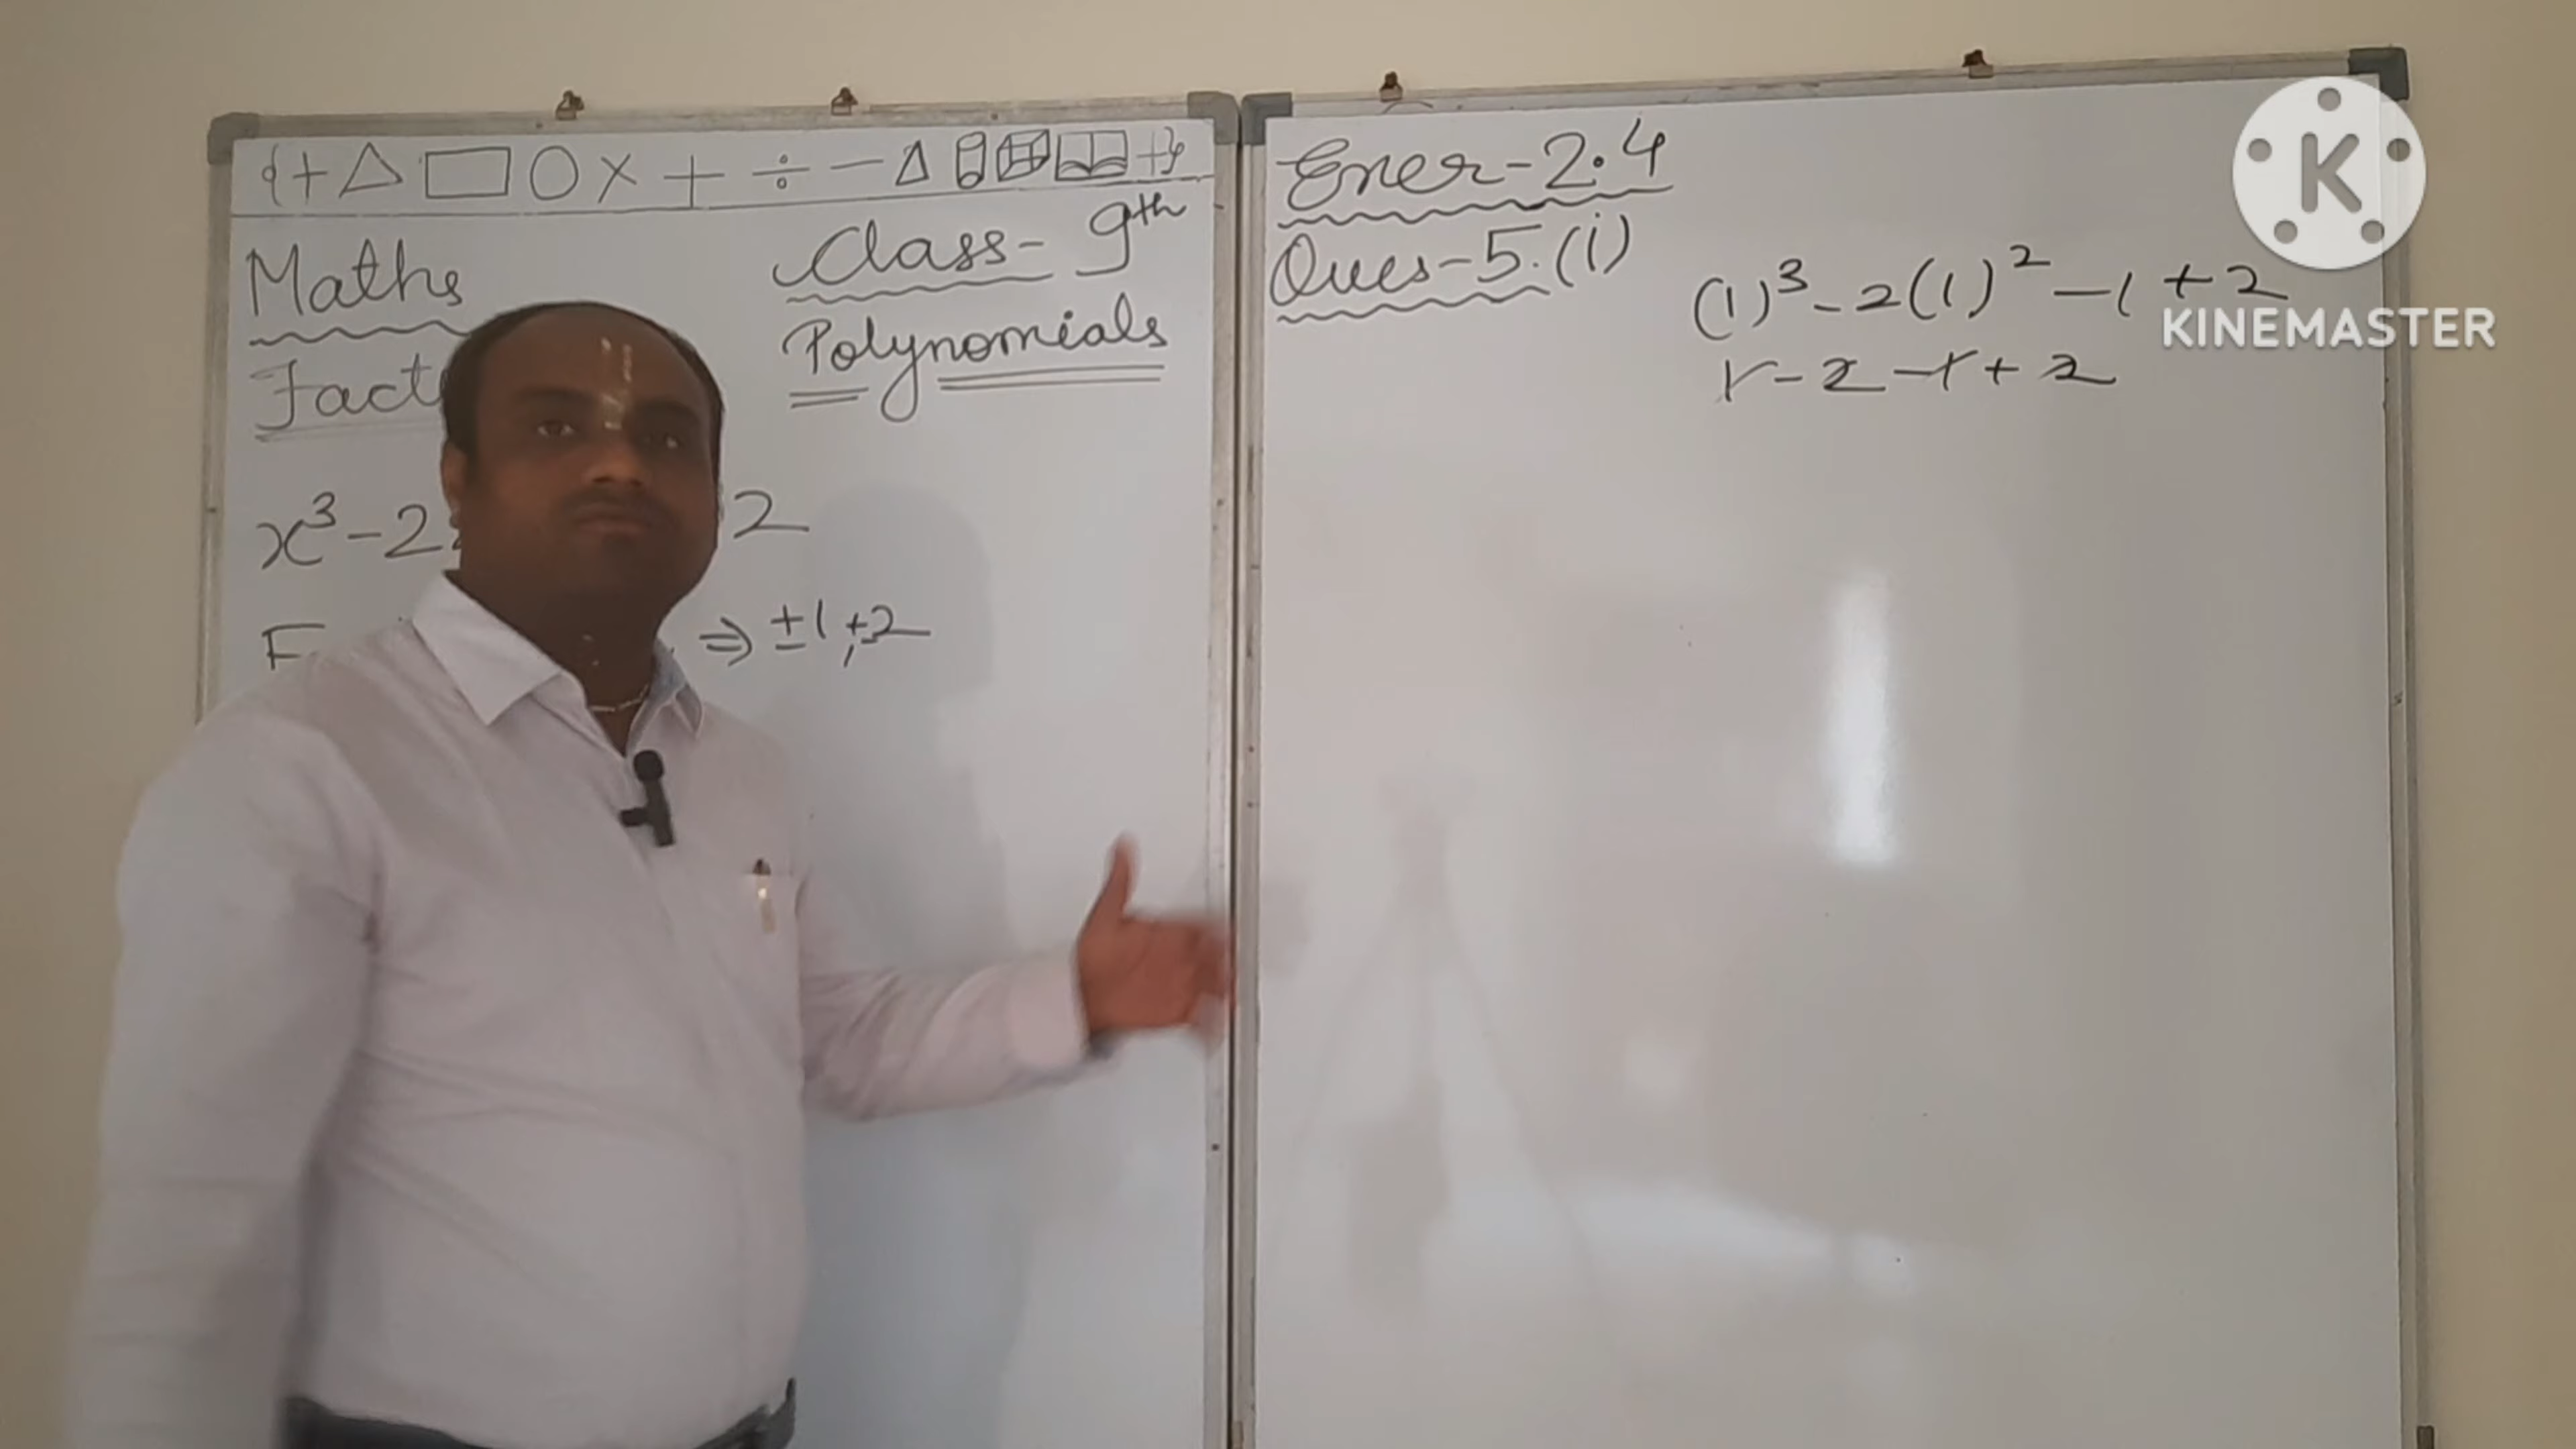 {+△▭○×+÷−
Maths
Class- 9th
Fact
Polynomials
x³-2 2
F ⇒ ±1, ±2
Exer-2.4
Ques-5.(i)
(1)³-2(1)²-1+2
1-2-1+2
K
KINEMASTER